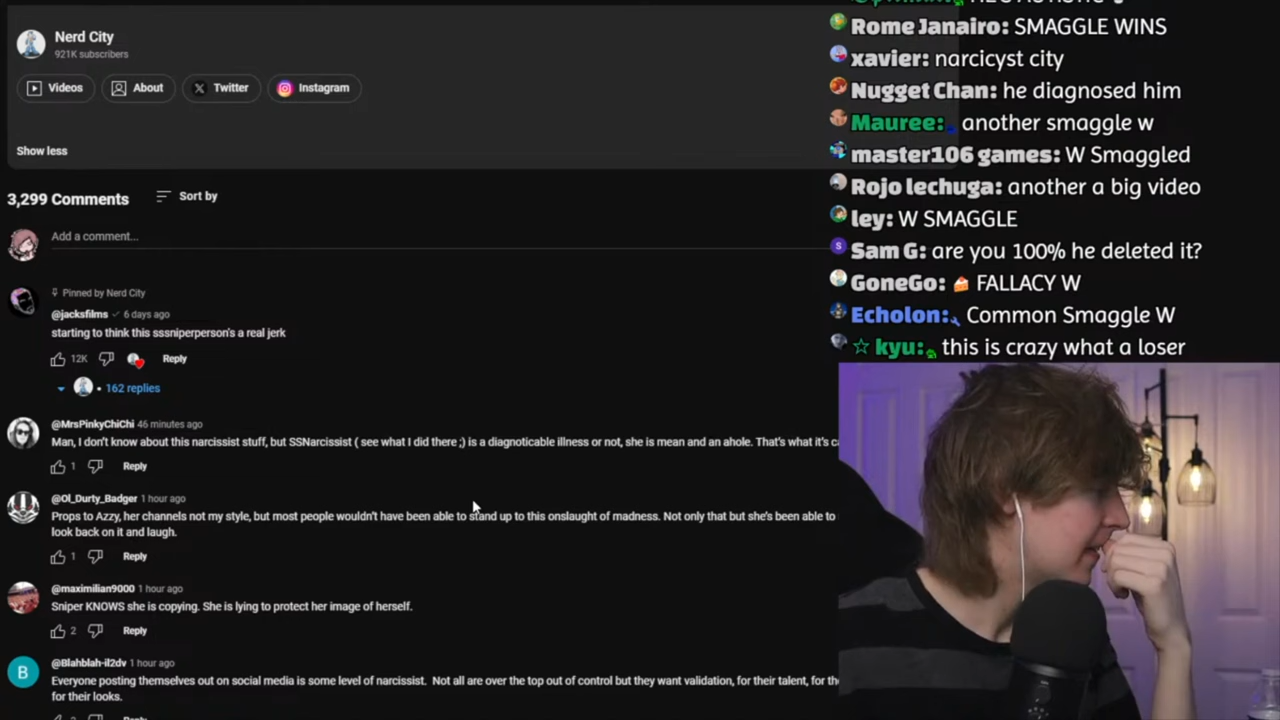 Nerd City
921K subscribers
Videos
About
Twitter
Instagram
Show less
3,299 Comments
Sort by
Add a comment...
Pinned by Nerd City
@jacksfilms 6 days ago
starting to think this sssniperperson's a real jerk
12K
Reply
162 replies
@MrsPinkyChiChi 46 minutes ago
Man, I don't know about this narcissist stuff, but SSNarcissist ( see what I did there ;) is a diagnoticable illness or not, she is mean and an ahole. That's what it's
1
Reply
@Ol_Durty_Badger 1 hour ago
Props to Azzy, her channels not my style, but most people wouldn't have been able to stand up to this onslaught of madness. Not only that but she's been able to
look back on it and laugh.
1
Reply
@maximilian9000 1 hour ago
Sniper KNOWS she is copying. She is lying to protect her image of herself.
2
Reply
B
@Blahblah-il2dv 1 hour ago
Everyone posting themselves out on social media is some level of narcissist. Not all are over the top out of control but they want validation, for their talent, for
for their looks.
Rome Janairo: SMAGGLE WINS
xavier: narcicyst city
Nugget Chan: he diagnosed him
Mauree: another smaggle w
master106 games: W Smaggled
Rojo lechuga: another a big video
ley: W SMAGGLE
S
Sam G: are you 100% he deleted it?
GoneGo: 🍰 FALLACY W
Echolon: Common Smaggle W
☆ kyu: this is crazy what a loser